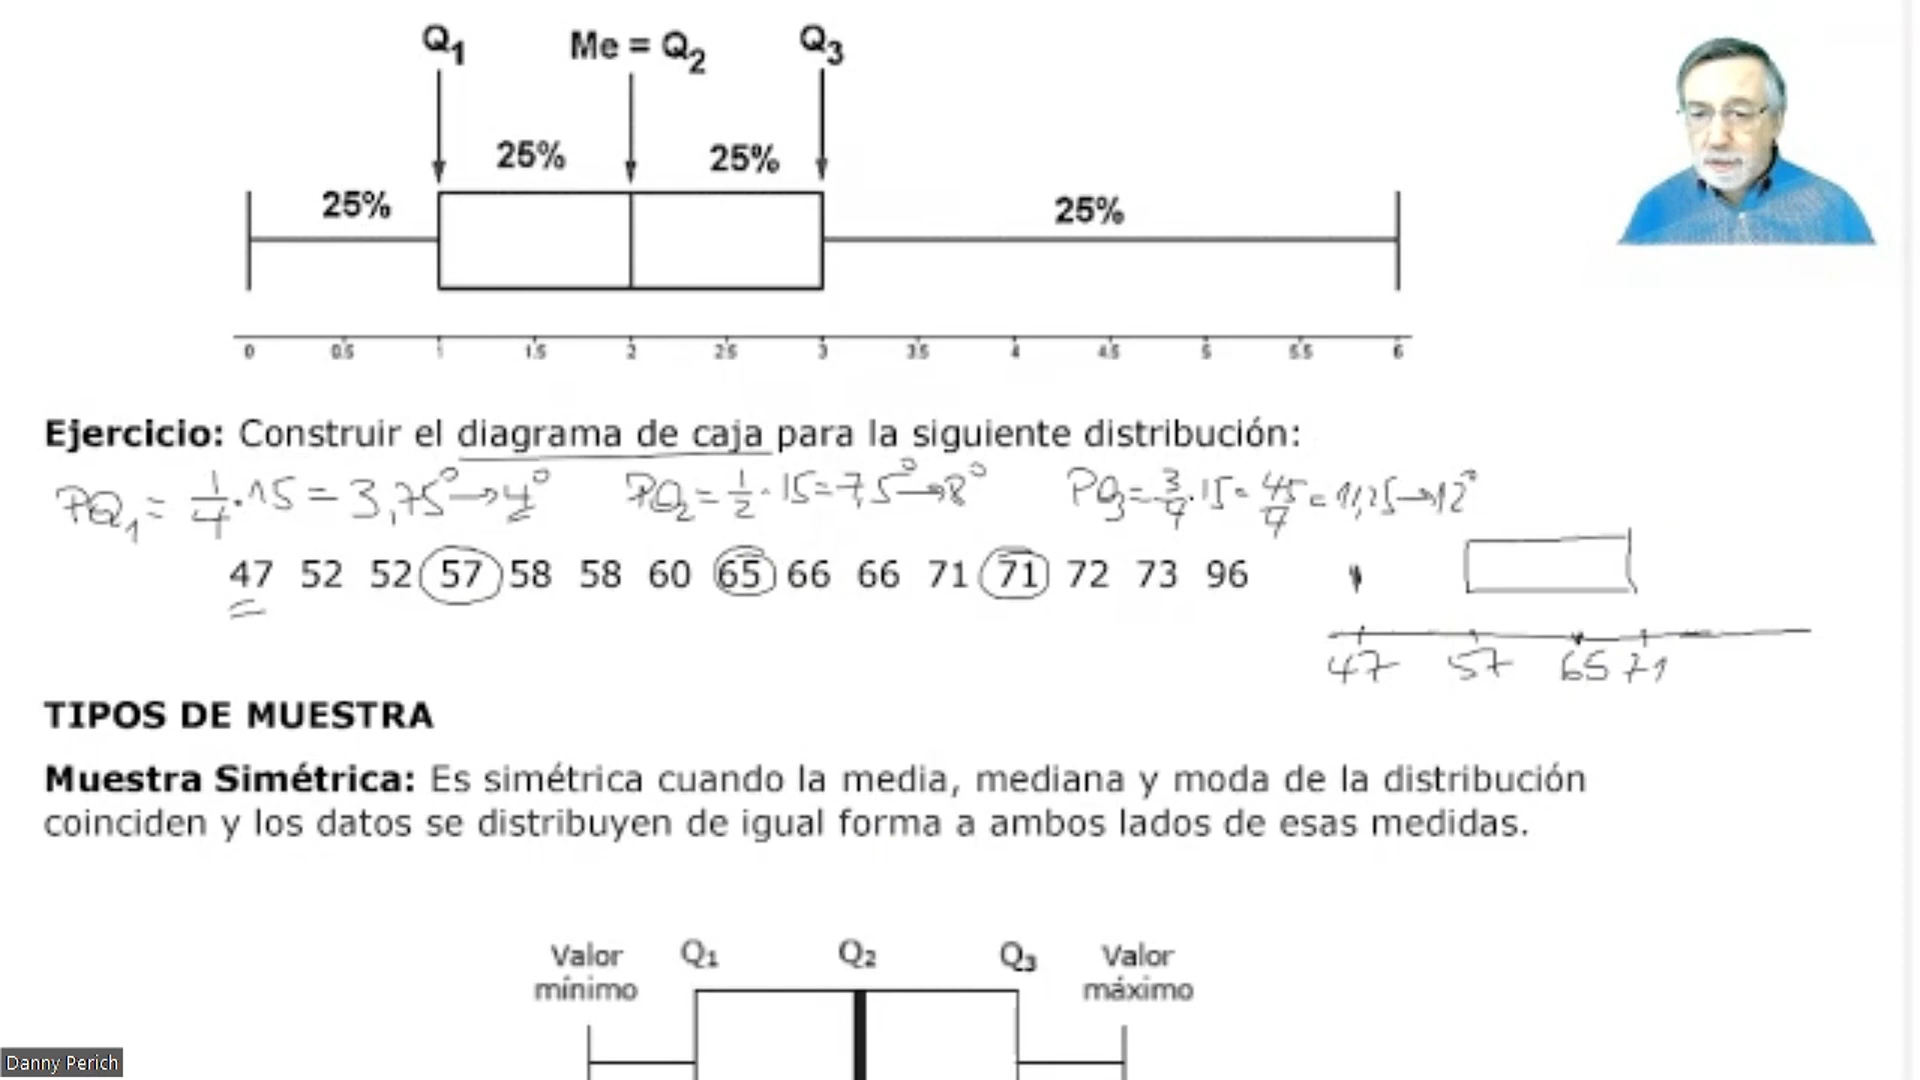 Q1 Me = Q2 Q3
25% 25%
25% 25%
0 0.5 1 1.5 2 2.5 3 3.5 4 4.5 5 5.5 6
Ejercicio: Construir el diagrama de caja para la siguiente distribución:
PQ1 = 1/4 · 15 = 3,75° → 4° PQ2 = 1/2 · 15 = 7,5° → 8° PQ3 = 3/4 · 15 = 45/4 = 11,25 → 12°
47 52 52 57 58 58 60 65 66 66 71 71 72 73 96
47 57 65 71
TIPOS DE MUESTRA
Muestra Simétrica: Es simétrica cuando la media, mediana y moda de la distribución
coinciden y los datos se distribuyen de igual forma a ambos lados de esas medidas.
Valor mínimo Q1 Q2 Q3 Valor máximo
Danny Perich